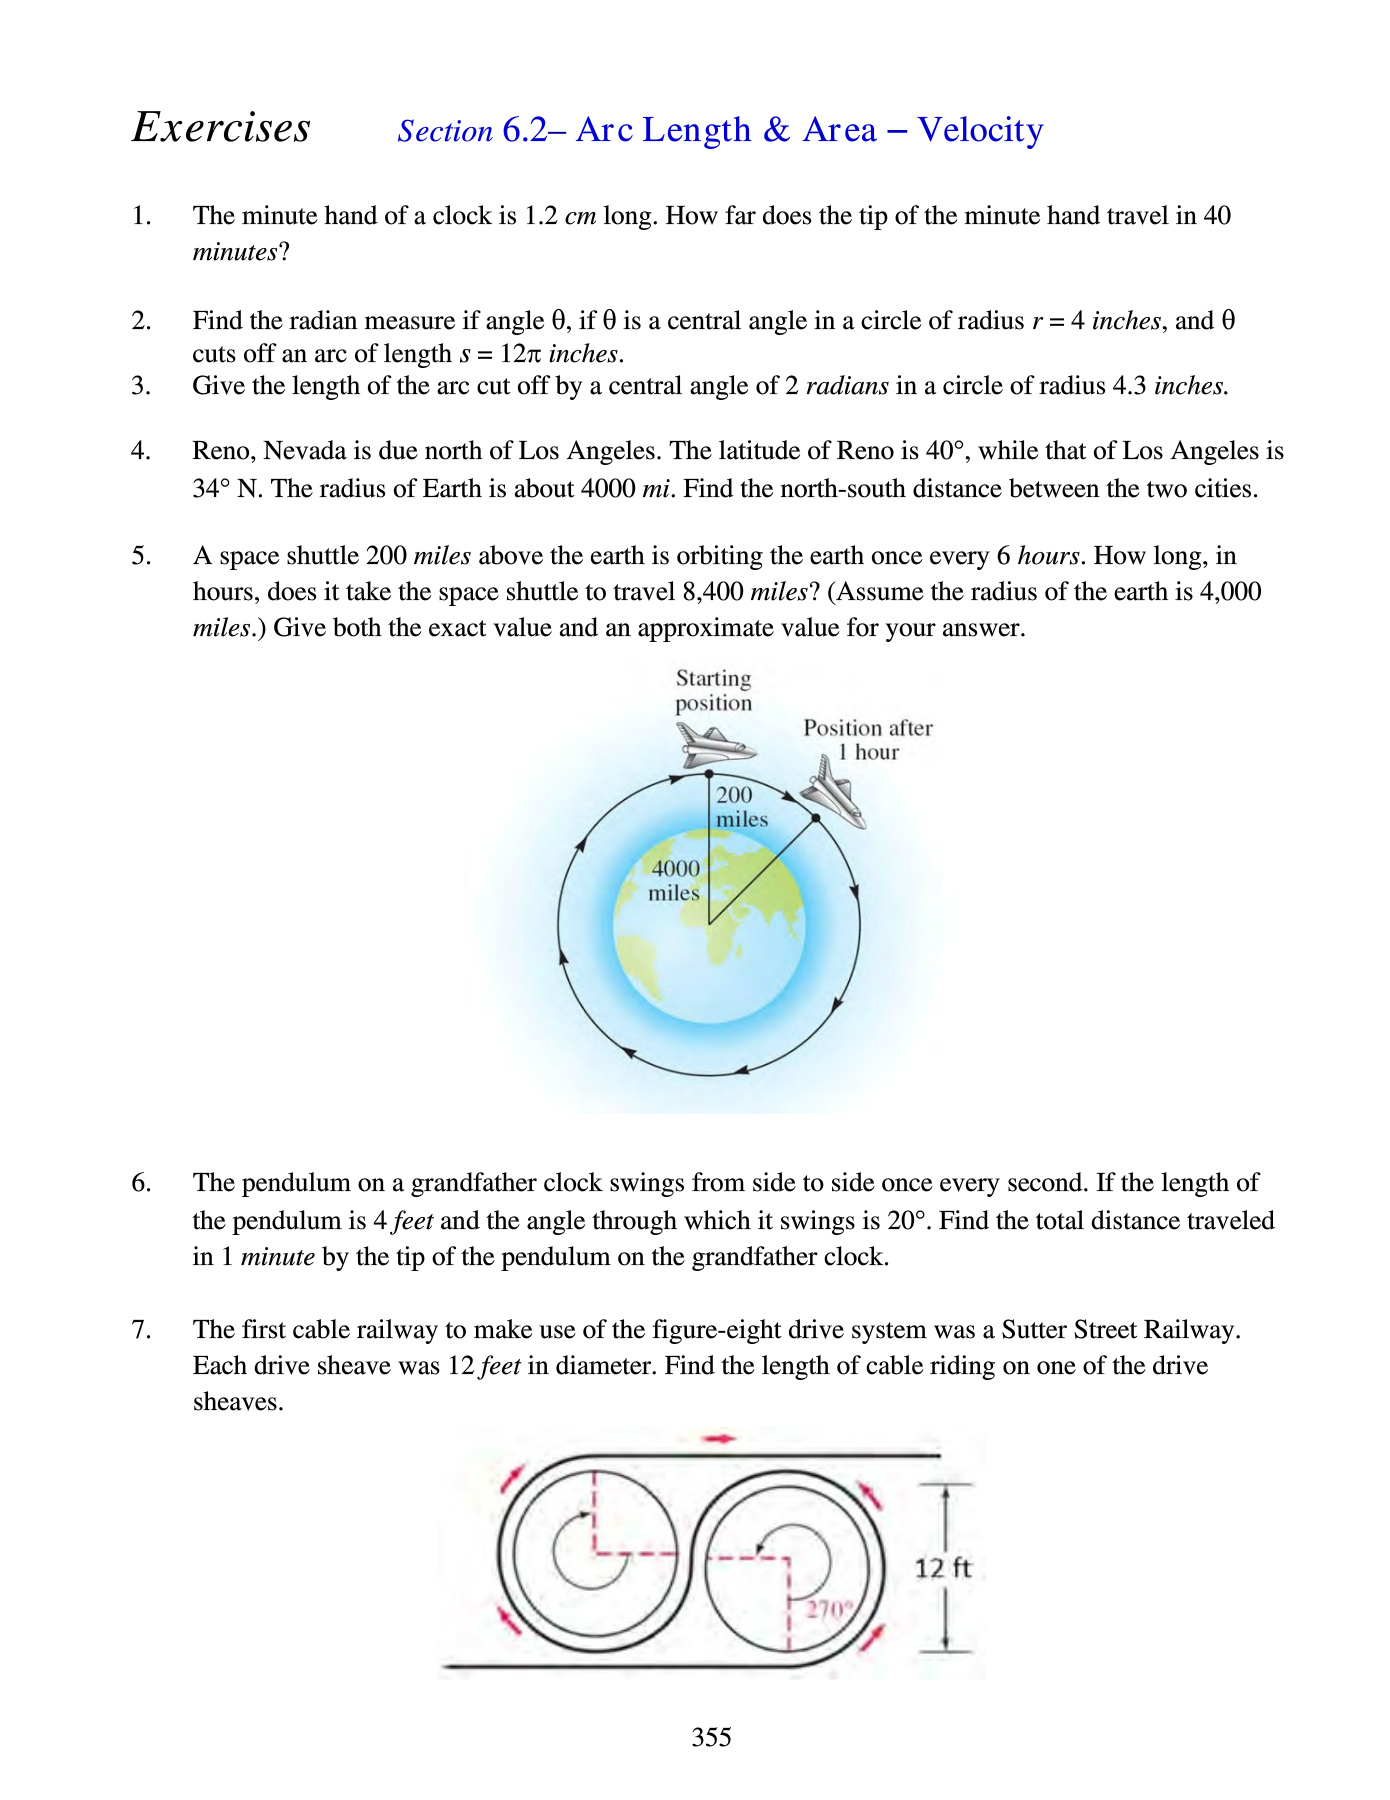 Exercises Section 6.2– Arc Length & Area – Velocity
1. The minute hand of a clock is 1.2 cm long. How far does the tip of the minute hand travel in 40
minutes?
2. Find the radian measure if angle θ, if θ is a central angle in a circle of radius r = 4 inches, and θ
cuts off an arc of length s = 12π inches.
3. Give the length of the arc cut off by a central angle of 2 radians in a circle of radius 4.3 inches.
4. Reno, Nevada is due north of Los Angeles. The latitude of Reno is 40°, while that of Los Angeles is
34° N. The radius of Earth is about 4000 mi. Find the north-south distance between the two cities.
5. A space shuttle 200 miles above the earth is orbiting the earth once every 6 hours. How long, in
hours, does it take the space shuttle to travel 8,400 miles? (Assume the radius of the earth is 4,000
miles.) Give both the exact value and an approximate value for your answer.
Starting
position
Position after
1 hour
200
miles
4000
miles
6. The pendulum on a grandfather clock swings from side to side once every second. If the length of
the pendulum is 4 feet and the angle through which it swings is 20°. Find the total distance traveled
in 1 minute by the tip of the pendulum on the grandfather clock.
7. The first cable railway to make use of the figure-eight drive system was a Sutter Street Railway.
Each drive sheave was 12 feet in diameter. Find the length of cable riding on one of the drive
sheaves.
12 ft
270°
355